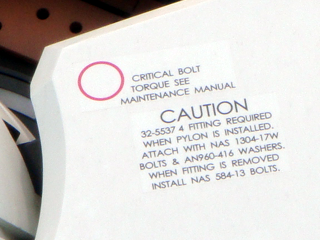 CRITICAL BOLT
TORQUE SEE
MAINTENANCE MANUAL
CAUTION
32-5537 4 FITTING REQUIRED
WHEN PYLON IS INSTALLED.
ATTACH WITH NAS 1304-17W
BOLTS & AN960-416 WASHERS.
WHEN FITTING IS REMOVED
INSTALL NAS 584-13 BOLTS.